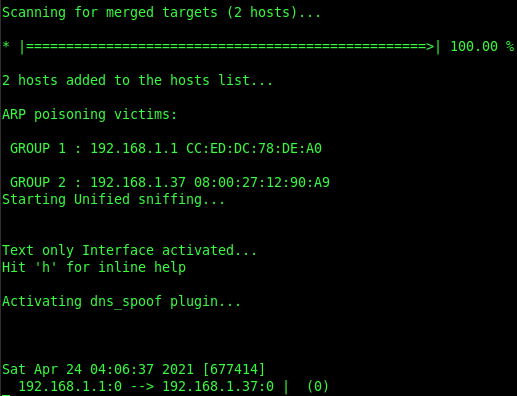 Scanning for merged targets (2 hosts)...
* |==================================================>| 100.00 %
2 hosts added to the hosts list...
ARP poisoning victims:
GROUP 1 : 192.168.1.1 CC:ED:DC:78:DE:A0
GROUP 2 : 192.168.1.37 08:00:27:12:90:A9
Starting Unified sniffing...
Text only Interface activated...
Hit 'h' for inline help
Activating dns_spoof plugin...
Sat Apr 24 04:06:37 2021 [677414]
192.168.1.1:0 --> 192.168.1.37:0 |  (0)